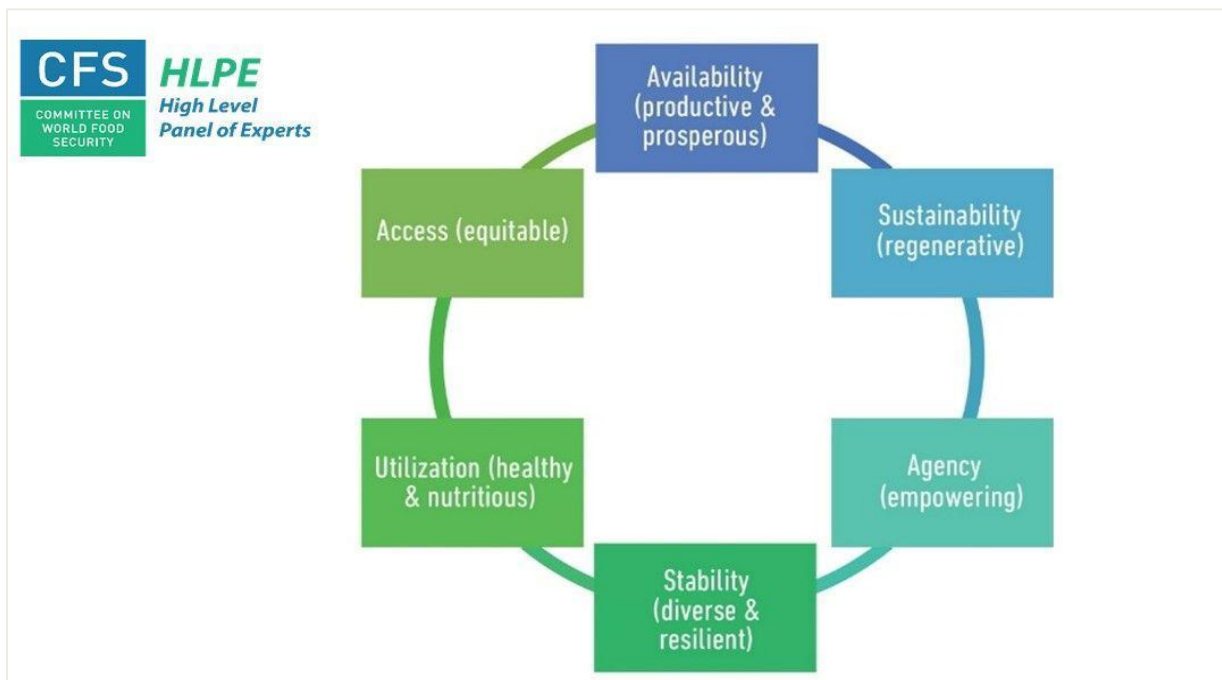 CFS
COMMITTEE ON
WORLD FOOD
SECURITY
HLPE
High Level
Panel of Experts
Availability
(productive &
prosperous)
Sustainability
(regenerative)
Agency
(empowering)
Stability
(diverse &
resilient)
Utilization (healthy
& nutritious)
Access (equitable)